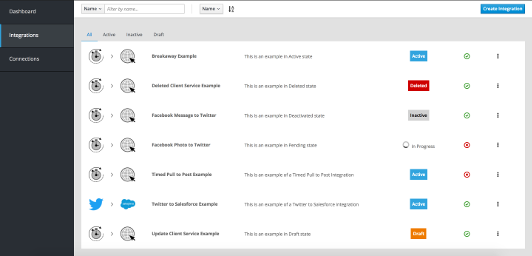 Dashboard
Integrations
Connections
Name Filter by name... Name
Create Integration
All Active Inactive Draft
Breakaway Example This is an example in Active state Active
Deleted Client Service Example This is an example in Deleted state Deleted
Facebook Message to Twitter This is an example in Deactivated state Inactive
Facebook Photo to Twitter This is an example in Pending state In Progress
Timed Pull to Post Example This is an example of a Timed Pull to Post Integration Active
Twitter to Salesforce Example This is an example of a Twitter to Salesforce Integration Active
Update Client Service Example This is an example in Draft state Draft